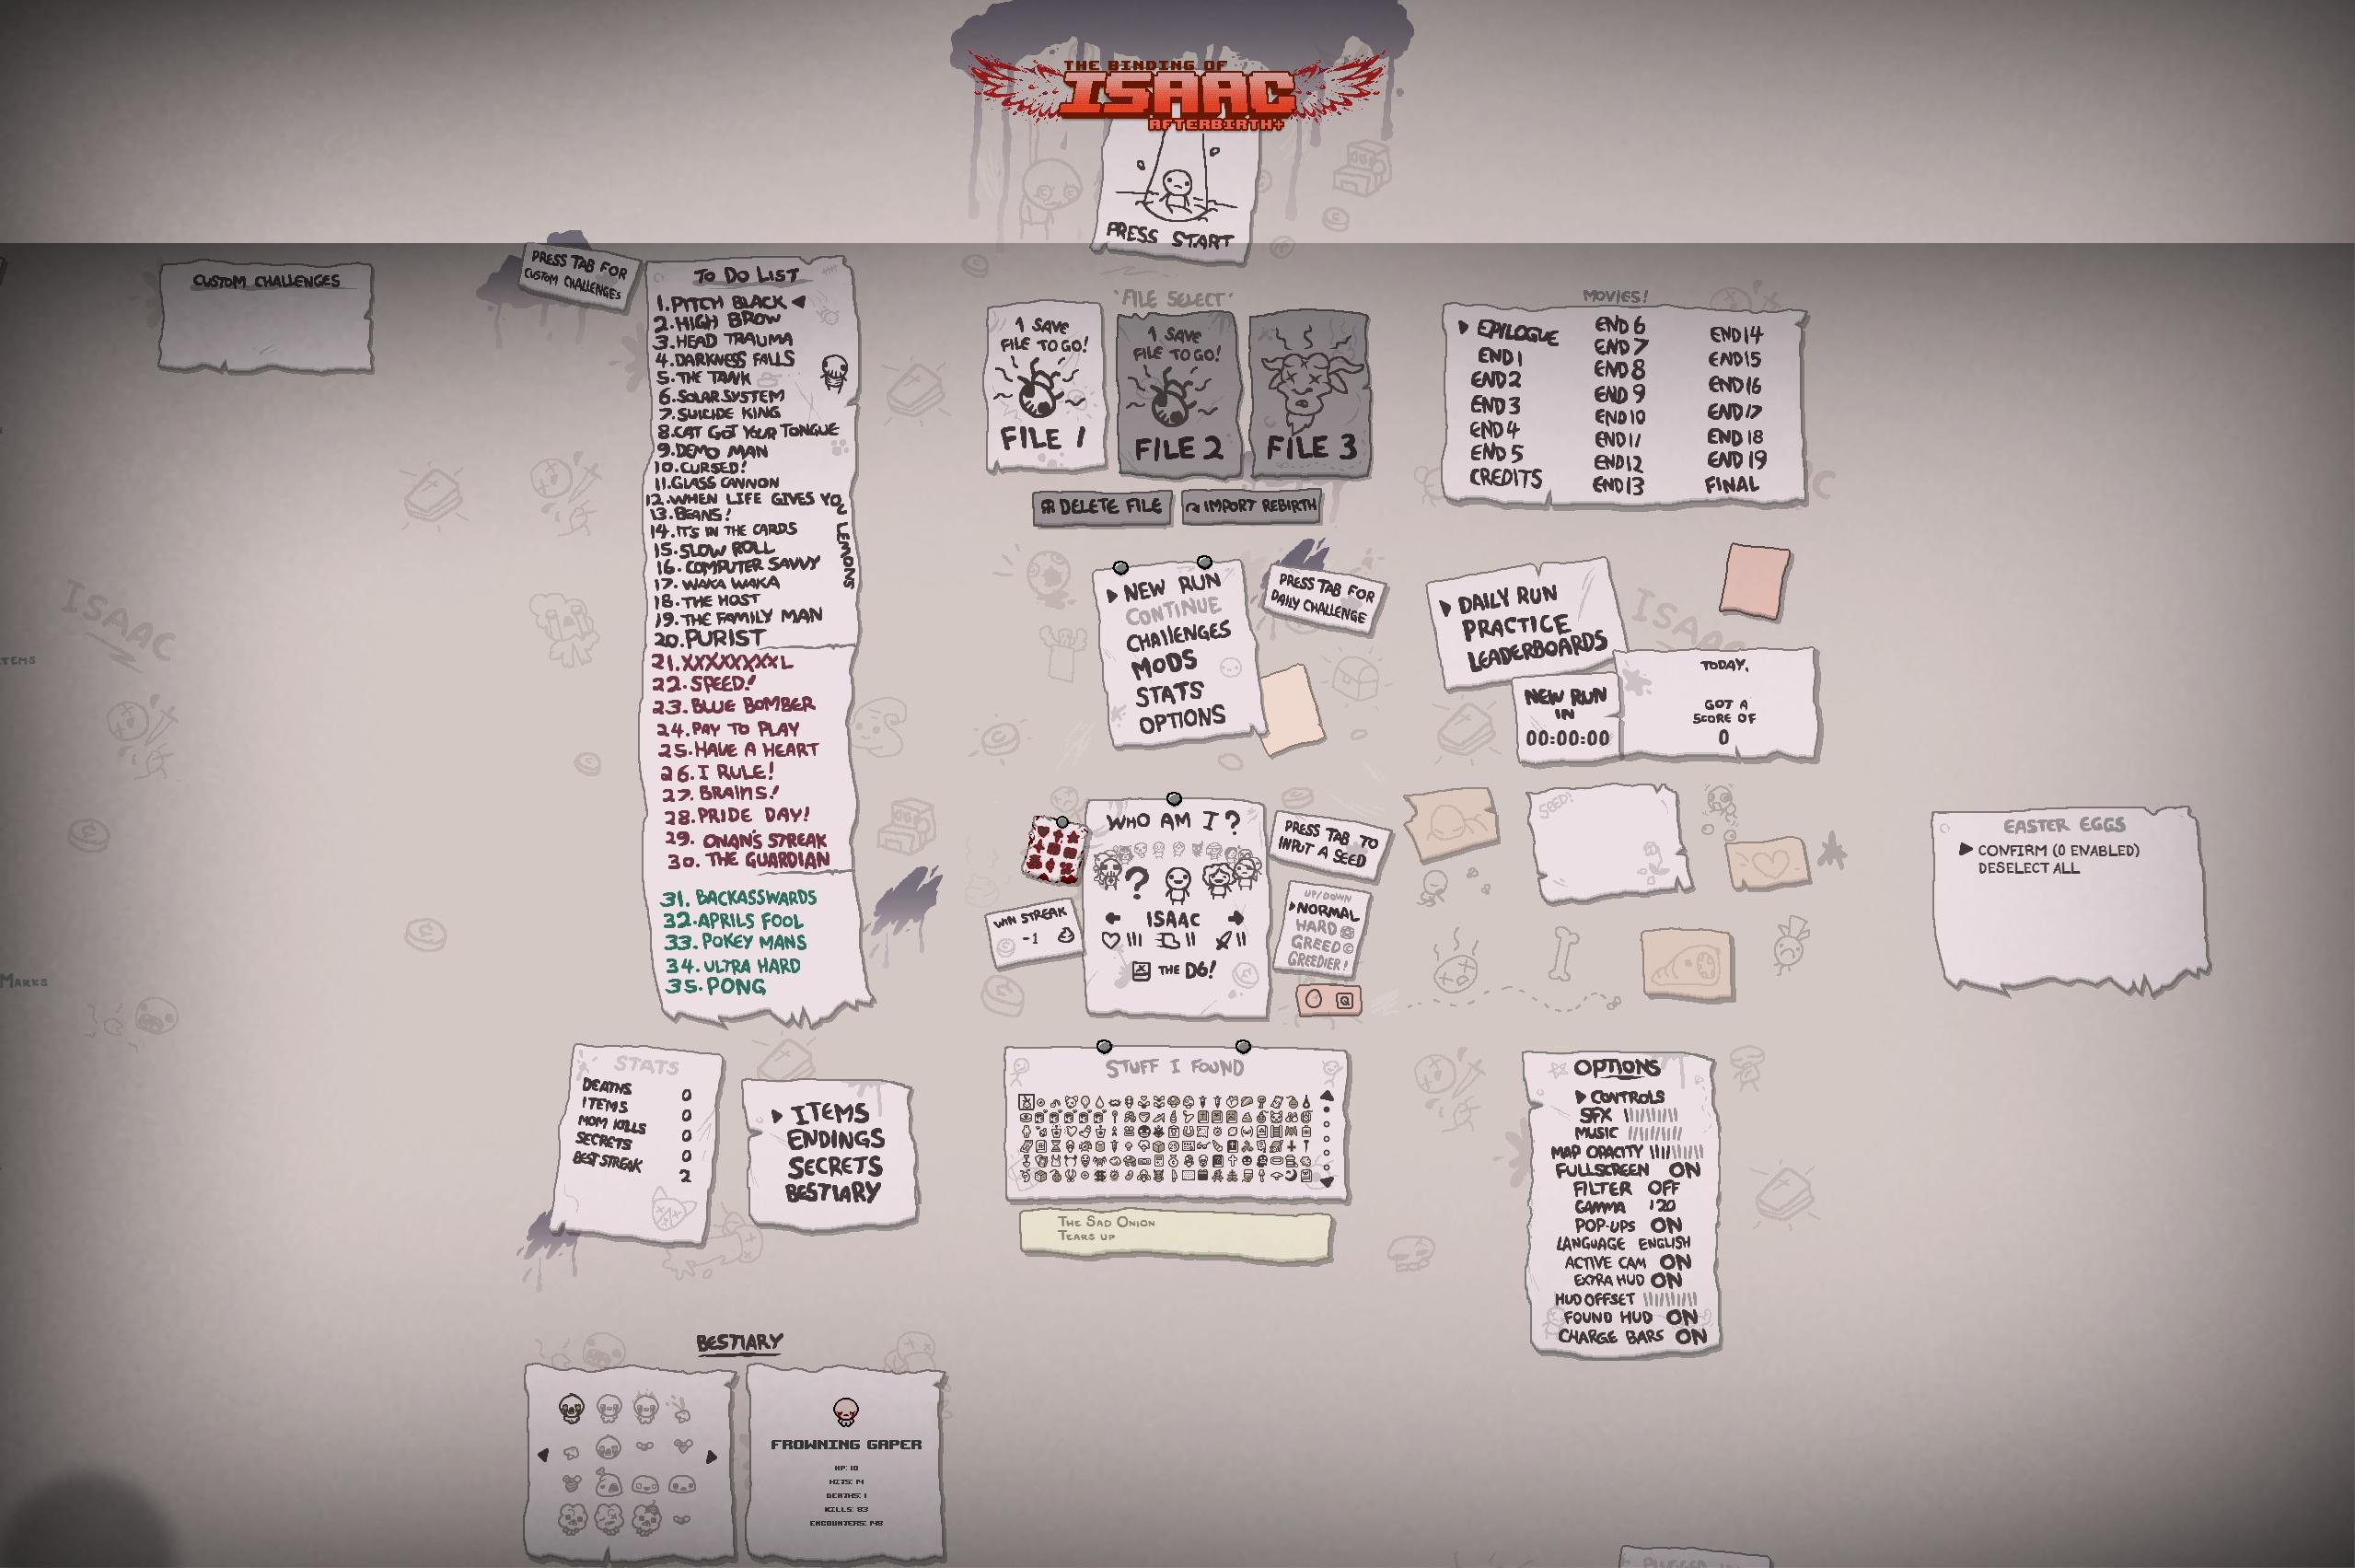 THE BINDING OF
ISAAC
AFTERBIRTH+
PRESS START
CUSTOM CHALLENGES
PRESS TAB FOR
CUSTOM CHALLENGES
TO DO LIST
1. PITCH BLACK
2. HIGH BROW
3. HEAD TRAUMA
4. DARKNESS FALLS
5. THE TANK
6. SOLAR SYSTEM
7. SUICIDE KING
8. CAT GOT YOUR TONGUE
9. DEMO MAN
10. CURSED!
11. GLASS CANNON
12. WHEN LIFE GIVES YOU LEMONS
13. BEANS!
14. IT'S IN THE CARDS
15. SLOW ROLL
16. COMPUTER SAVVY
17. WAKA WAKA
18. THE HOST
19. THE FAMILY MAN
20. PURIST
21. XXXXXXXXL
22. SPEED!
23. BLUE BOMBER
24. PAY TO PLAY
25. HAVE A HEART
26. I RULE!
27. BRAINS!
28. PRIDE DAY!
29. ONAN'S STREAK
30. THE GUARDIAN
31. BACKASSWARDS
32. APRILS FOOL
33. POKEY MANS
34. ULTRA HARD
35. PONG
'FILE SELECT'
1 SAVE
FILE TO GO!
FILE 1
1 SAVE
FILE TO GO!
FILE 2
FILE 3
DELETE FILE
IMPORT REBIRTH
MOVIES!
EPILOGUE
END 1
END 2
END 3
END 4
END 5
CREDITS
END 6
END 7
END 8
END 9
END 10
END 11
END 12
END 13
END 14
END 15
END 16
END 17
END 18
END 19
FINAL
NEW RUN
CONTINUE
CHALLENGES
MODS
STATS
OPTIONS
PRESS TAB FOR
DAILY CHALLENGE
DAILY RUN
PRACTICE
LEADERBOARDS
NEW RUN
IN
00:00:00
TODAY,
GOT A
SCORE OF
0
ISAAC
ISAAC
WHO AM I?
ISAAC
THE D6!
WIN STREAK
-1
PRESS TAB TO
INPUT A SEED
UP/DOWN
NORMAL
HARD
GREED
GREEDIER!
SEED!
EASTER EGGS
CONFIRM (0 ENABLED)
DESELECT ALL
MARKS
STATS
DEATHS 0
ITEMS 0
MOM KILLS 0
SECRETS 0
BEST STREAK 2
ITEMS
ENDINGS
SECRETS
BESTIARY
STUFF I FOUND
THE SAD ONION
TEARS UP
OPTIONS
CONTROLS
SFX
MUSIC
MAP OPACITY
FULLSCREEN ON
FILTER OFF
GAMMA 120
POP-UPS ON
LANGUAGE ENGLISH
ACTIVE CAM ON
EXTRA HUD ON
HUD OFFSET
FOUND HUD ON
CHARGE BARS ON
BESTIARY
FROWNING GAPER
HP: 10
HITS: 14
DEATHS: 1
KILLS: 83
ENCOUNTERS: 148